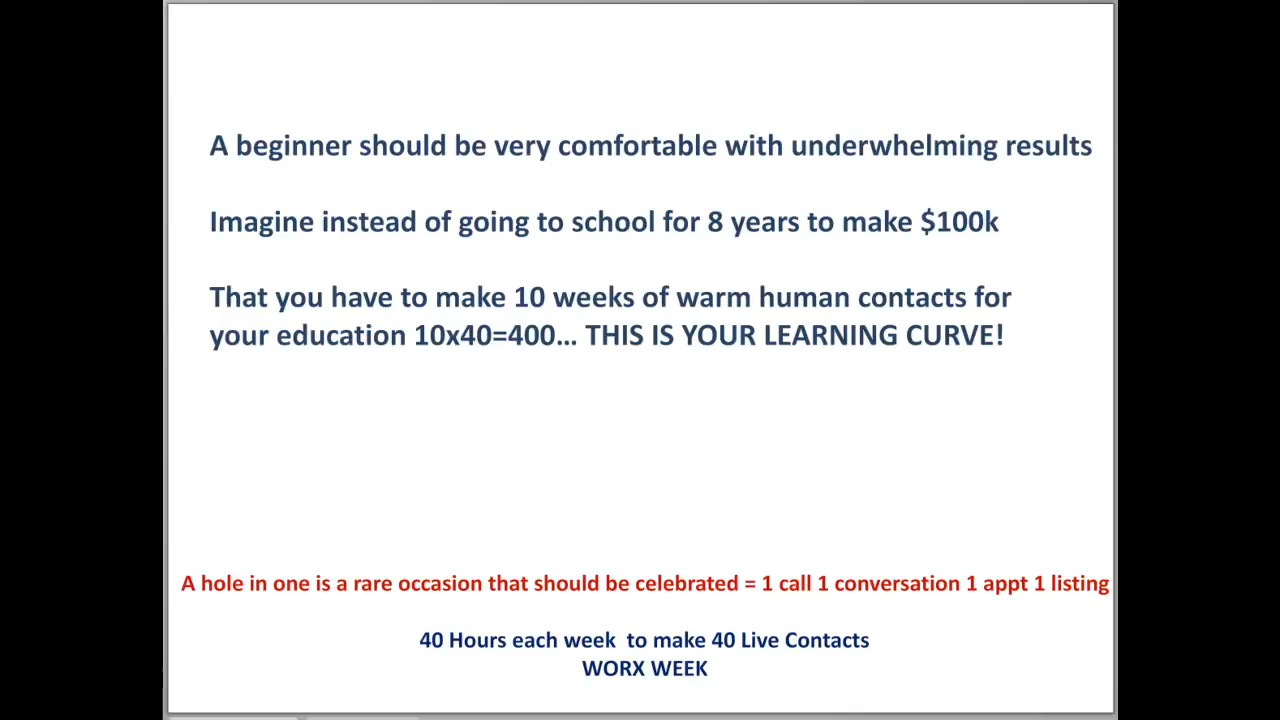 A beginner should be very comfortable with underwhelming results
Imagine instead of going to school for 8 years to make $100k
That you have to make 10 weeks of warm human contacts for
your education 10x40=400... THIS IS YOUR LEARNING CURVE!
A hole in one is a rare occasion that should be celebrated = 1 call 1 conversation 1 appt 1 listing
40 Hours each week  to make 40 Live Contacts
WORX WEEK